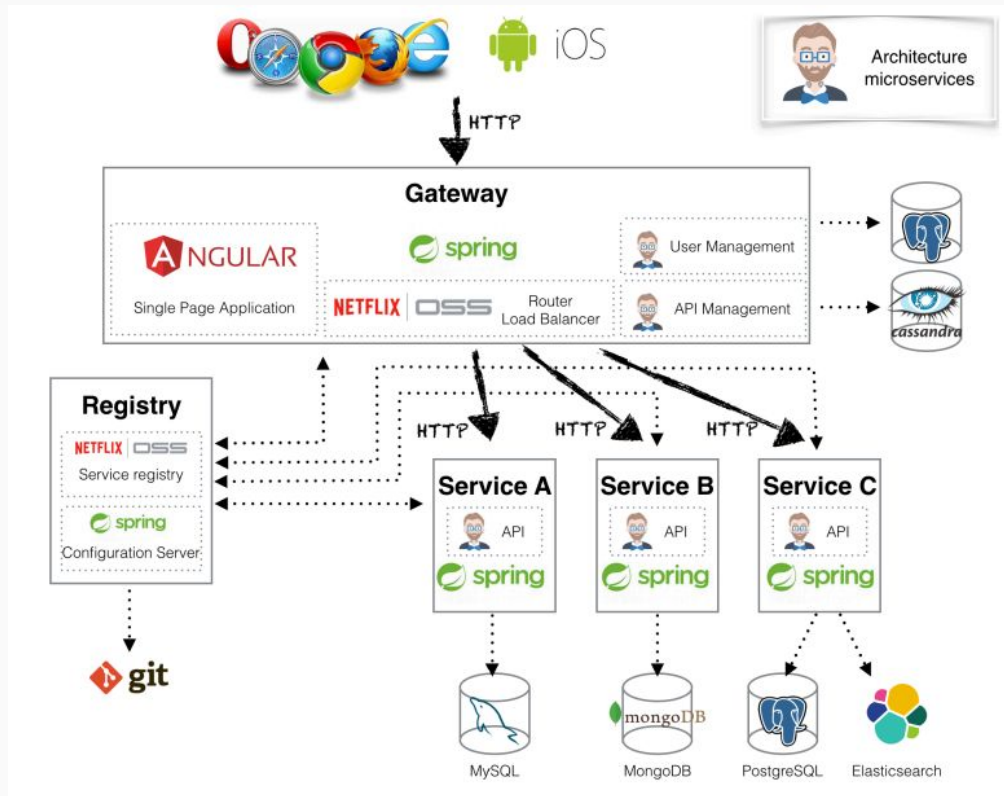 iOS
Architecture
microservices
HTTP
Gateway
ANGULAR
Single Page Application
spring
NETFLIX OSS
Router
Load Balancer
User Management
API Management
cassandra
Registry
NETFLIX OSS
Service registry
spring
Configuration Server
git
HTTP
HTTP
HTTP
Service A
API
spring
Service B
API
spring
Service C
API
spring
MySQL
mongoDB
MongoDB
PostgreSQL
Elasticsearch